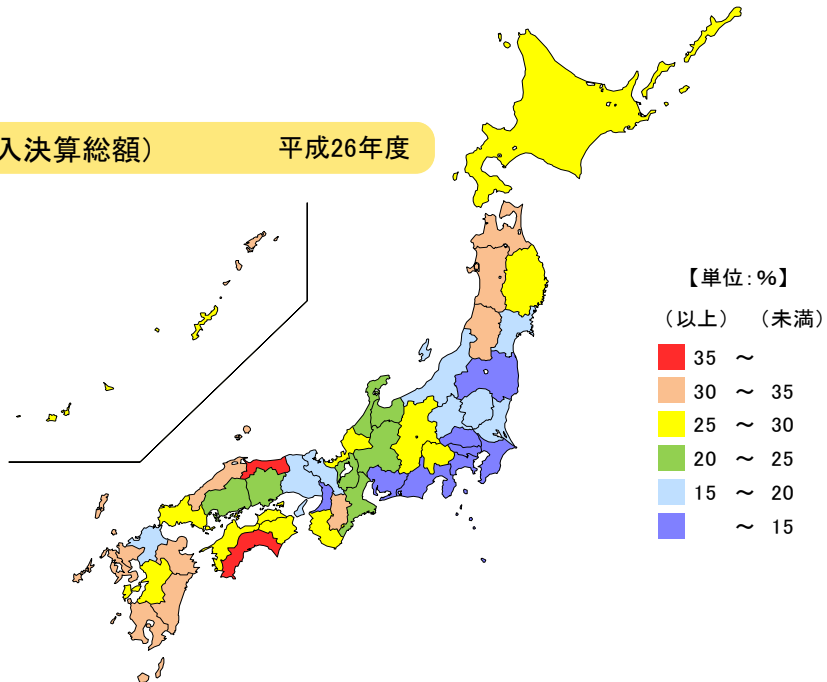 入決算総額） 平成26年度
【単位：%】
（以上） （未満）
35 ～
30 ～ 35
25 ～ 30
20 ～ 25
15 ～ 20
～ 15